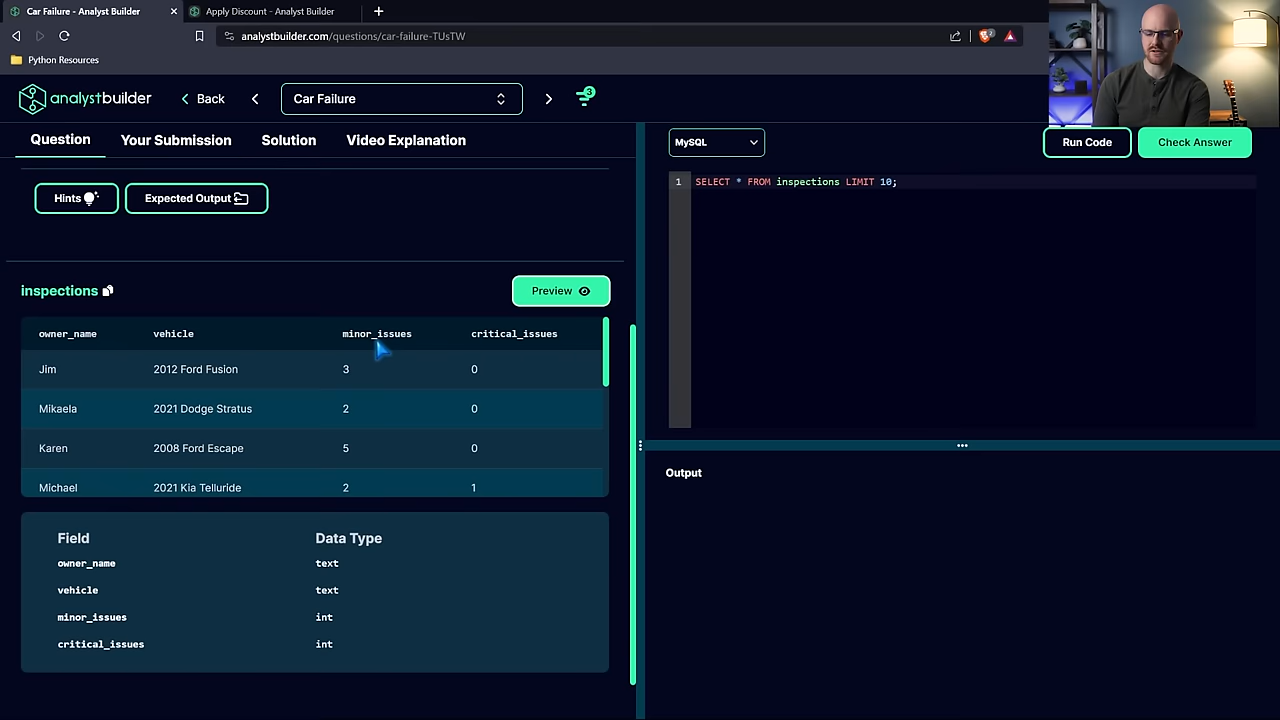 Car Failure - Analyst Builder
Apply Discount - Analyst Builder
analystbuilder.com/questions/car-failure-TUsTW
2
Python Resources
analystbuilder
Back
Car Failure
3
Question
Your Submission
Solution
Video Explanation
MySQL
Run Code
Check Answer
Hints
Expected Output
1 SELECT * FROM inspections LIMIT 10;
inspections
Preview
owner_name vehicle minor_issues critical_issues
Jim 2012 Ford Fusion 3 0
Mikaela 2021 Dodge Stratus 2 0
Karen 2008 Ford Escape 5 0
Michael 2021 Kia Telluride 2 1
Output
Field Data Type
owner_name text
vehicle text
minor_issues int
critical_issues int